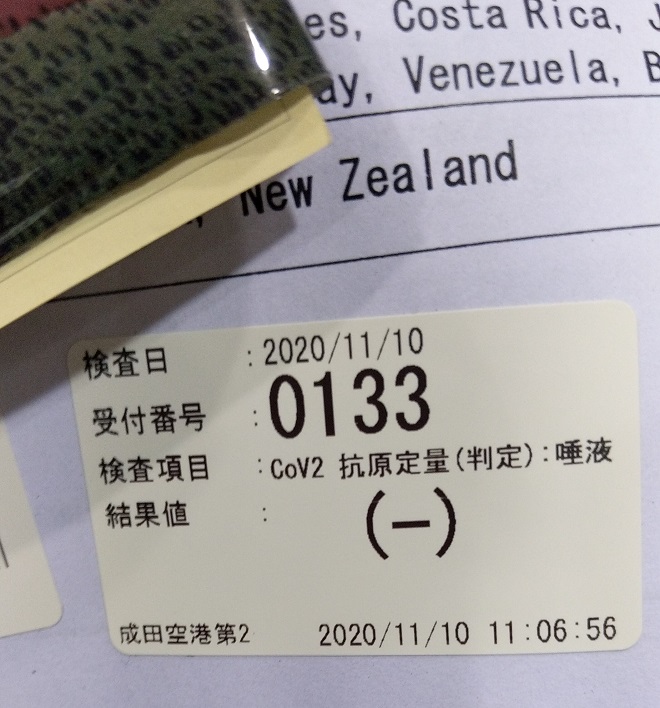 es, Costa Rica, J
ay, Venezuela, B
New Zealand
検査日 :2020/11/10
受付番号 :0133
検査項目 :CoV2 抗原定量(判定):唾液
結果値 : (-)
成田空港第2 2020/11/10 11:06:56